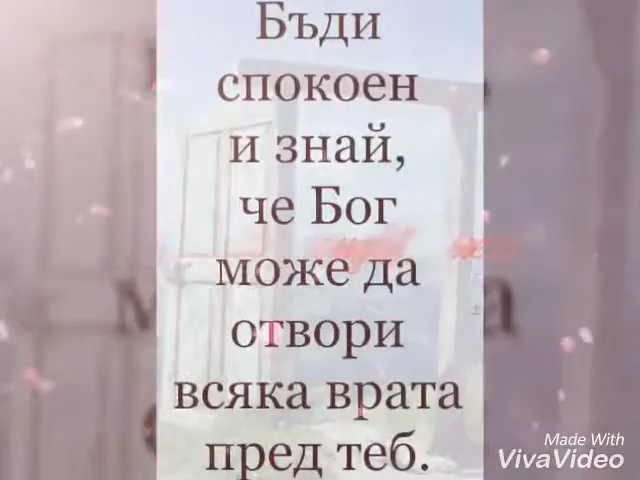 Бъди
спокоен
и знай,
че Бог
може да
отвори
всяка врата
пред теб.
Made With
VivaVideo